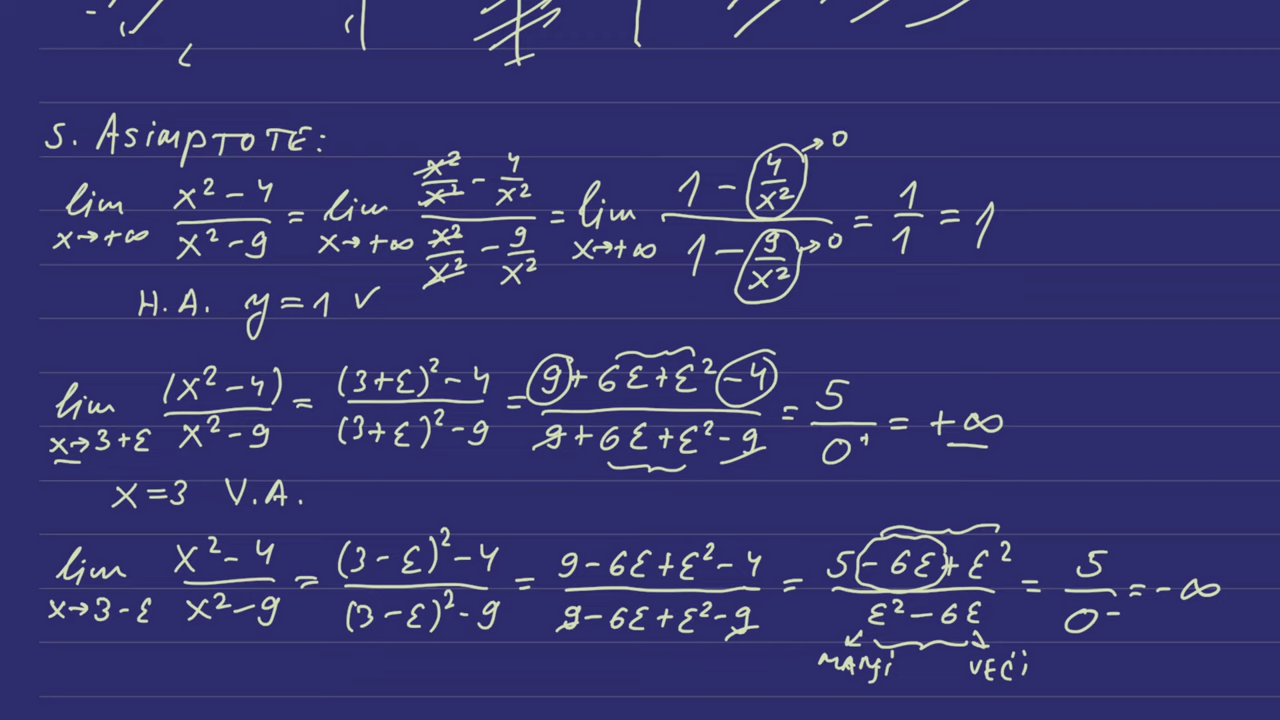 5. ASIMPTOTE:
lim x→+∞ (x² - 4)/(x² - 9) = lim x→+∞ (x²/x² - 4/x²)/(x²/x² - 9/x²) = lim x→+∞ (1 - 4/x² →0)/(1 - 9/x² →0) = 1/1 = 1
H.A. y = 1 ✓
lim x→3+ε (x² - 4)/(x² - 9) = ((3+ε)² - 4)/((3+ε)² - 9) = (9 + 6ε + ε² - 4)/(9 + 6ε + ε² - 9) = 5/0⁺ = +∞
x = 3 V.A.
lim x→3-ε (x² - 4)/(x² - 9) = ((3-ε)² - 4)/((3-ε)² - 9) = (9 - 6ε + ε² - 4)/(9 - 6ε + ε² - 9) = (5 - 6ε + ε²)/(ε² - 6ε) = 5/0⁻ = -∞
MANJI VEĆI